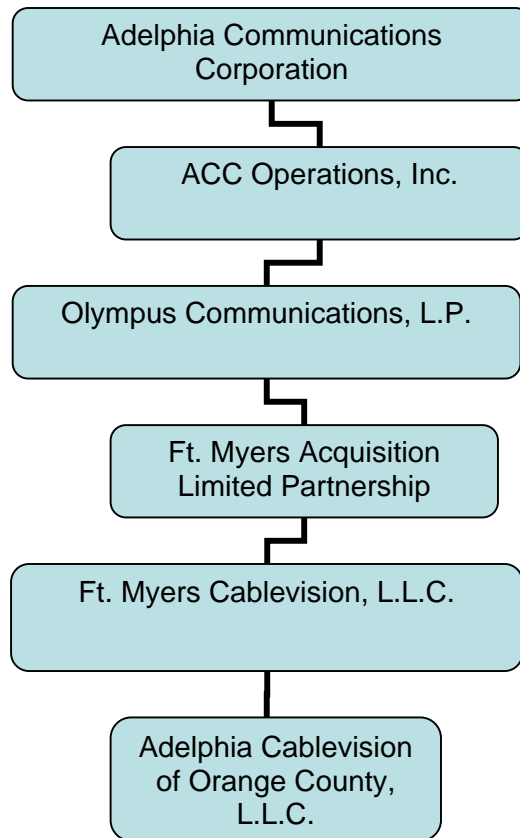 Adelphia Communications
Corporation
ACC Operations, Inc.
Olympus Communications, L.P.
Ft. Myers Acquisition
Limited Partnership
Ft. Myers Cablevision, L.L.C.
Adelphia Cablevision
of Orange County,
L.L.C.